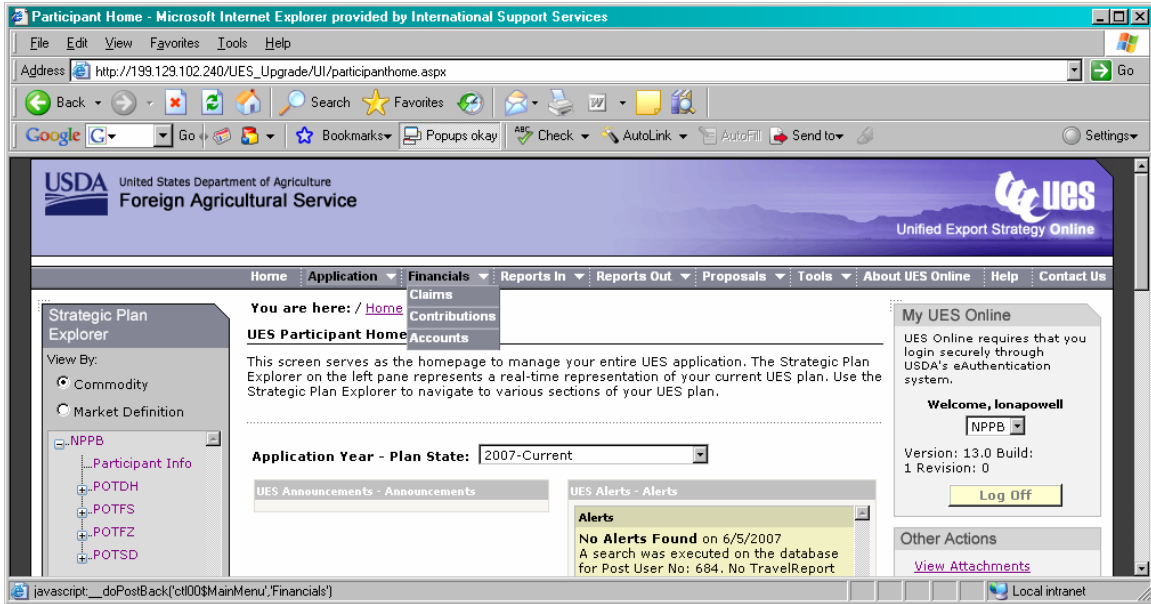 Participant Home - Microsoft Internet Explorer provided by International Support Services
File Edit View Favorites Tools Help
Address http://199.129.102.240/UES_Upgrade/UI/participanthome.aspx Go
Back Search Favorites
Google G Go Bookmarks Popups okay ABC Check AutoLink AutoFill Send to Settings
USDA United States Department of Agriculture
Foreign Agricultural Service
ues
Unified Export Strategy Online
Home Application Financials Reports In Reports Out Proposals Tools About UES Online Help Contact Us
Claims
Contributions
Accounts
Strategic Plan
Explorer
View By:
Commodity
Market Definition
NPPB
Participant Info
POTDH
POTFS
POTFZ
POTSD
You are here: / Home
UES Participant Home
This screen serves as the homepage to manage your entire UES application. The Strategic Plan
Explorer on the left pane represents a real-time representation of your current UES plan. Use the
Strategic Plan Explorer to navigate to various sections of your UES plan.
Application Year - Plan State: 2007-Current
UES Announcements - Announcements
UES Alerts - Alerts
Alerts
No Alerts Found on 6/5/2007
A search was executed on the database
for Post User No: 684. No TravelReport
My UES Online
UES Online requires that you
login securely through
USDA's eAuthentication
system.
Welcome, lonapowell
NPPB
Version: 13.0 Build:
1 Revision: 0
Log Off
Other Actions
View Attachments
javascript:__doPostBack('ctl00$MainMenu','Financials') Local intranet